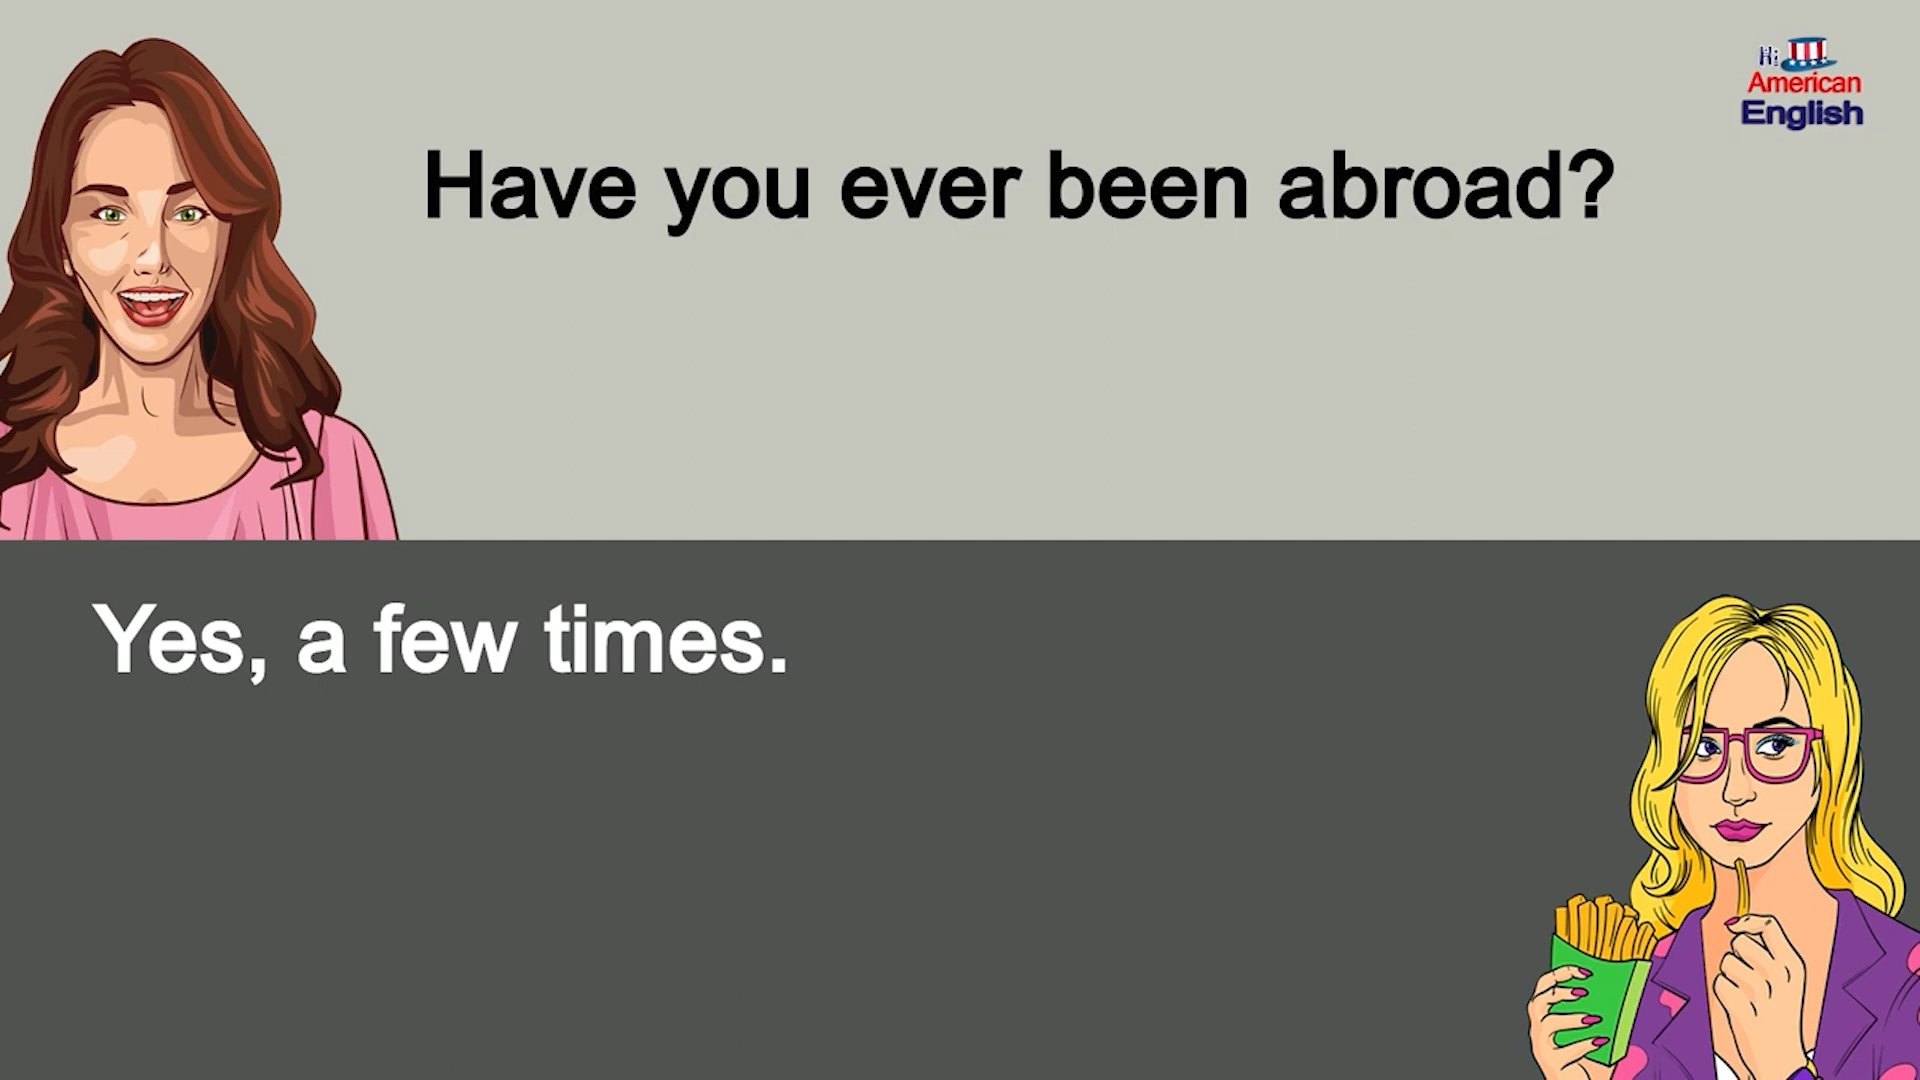 Hi
American
English
Have you ever been abroad?
Yes, a few times.